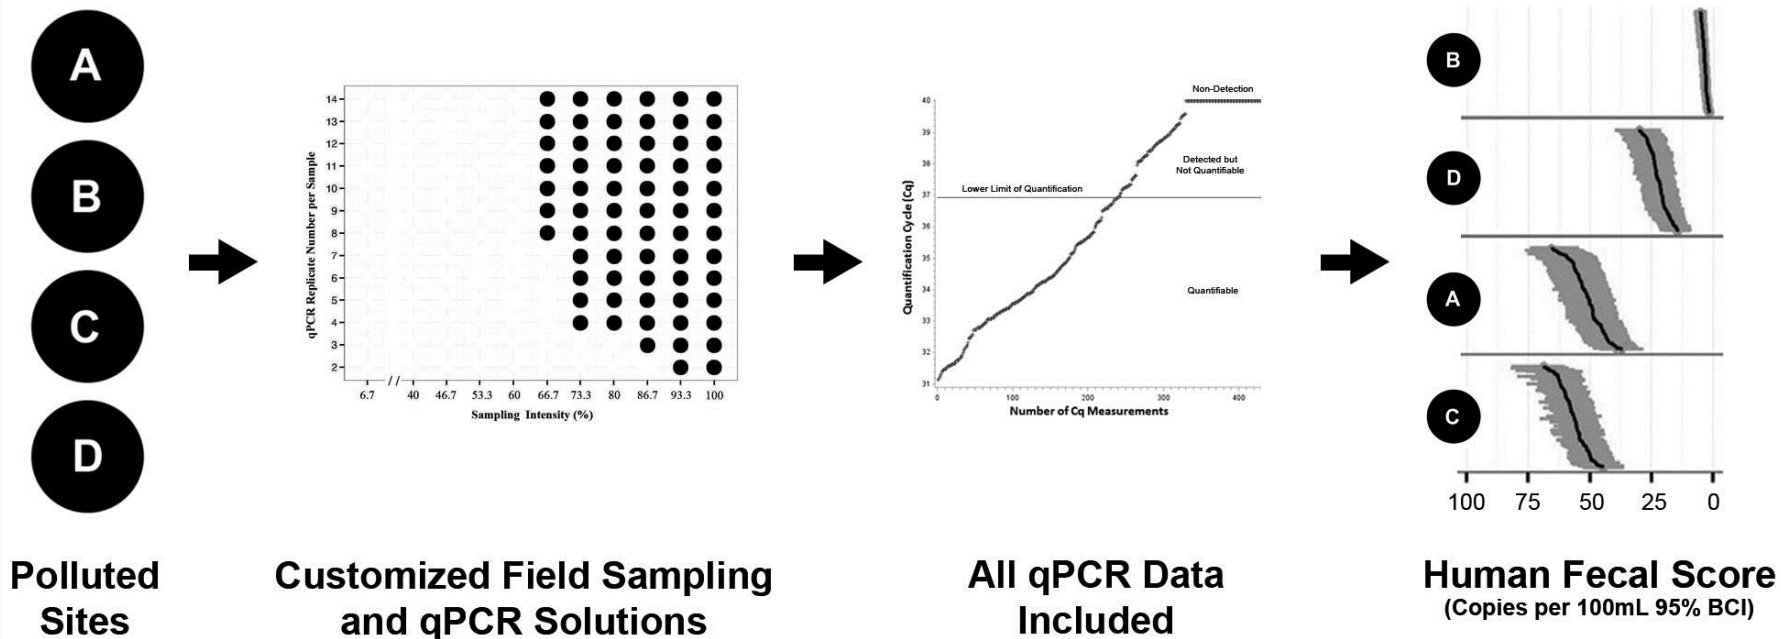 A
B
C
D
Polluted
Sites
qPCR Replicate Number per Sample
14
13
12
11
10
9
8
7
6
5
4
3
2
6.7 // 40 46.7 53.3 60 66.7 73.3 80 86.7 93.3 100
Sampling Intensity (%)
Customized Field Sampling
and qPCR Solutions
Quantification Cycle (Cq)
40
39
38
37
36
35
34
33
32
31
Non-Detection
Detected but
Not Quantifiable
Lower Limit of Quantification
Quantifiable
0 100 200 300 400
Number of Cq Measurements
All qPCR Data
Included
B
D
A
C
100 75 50 25 0
Human Fecal Score
(Copies per 100mL 95% BCI)